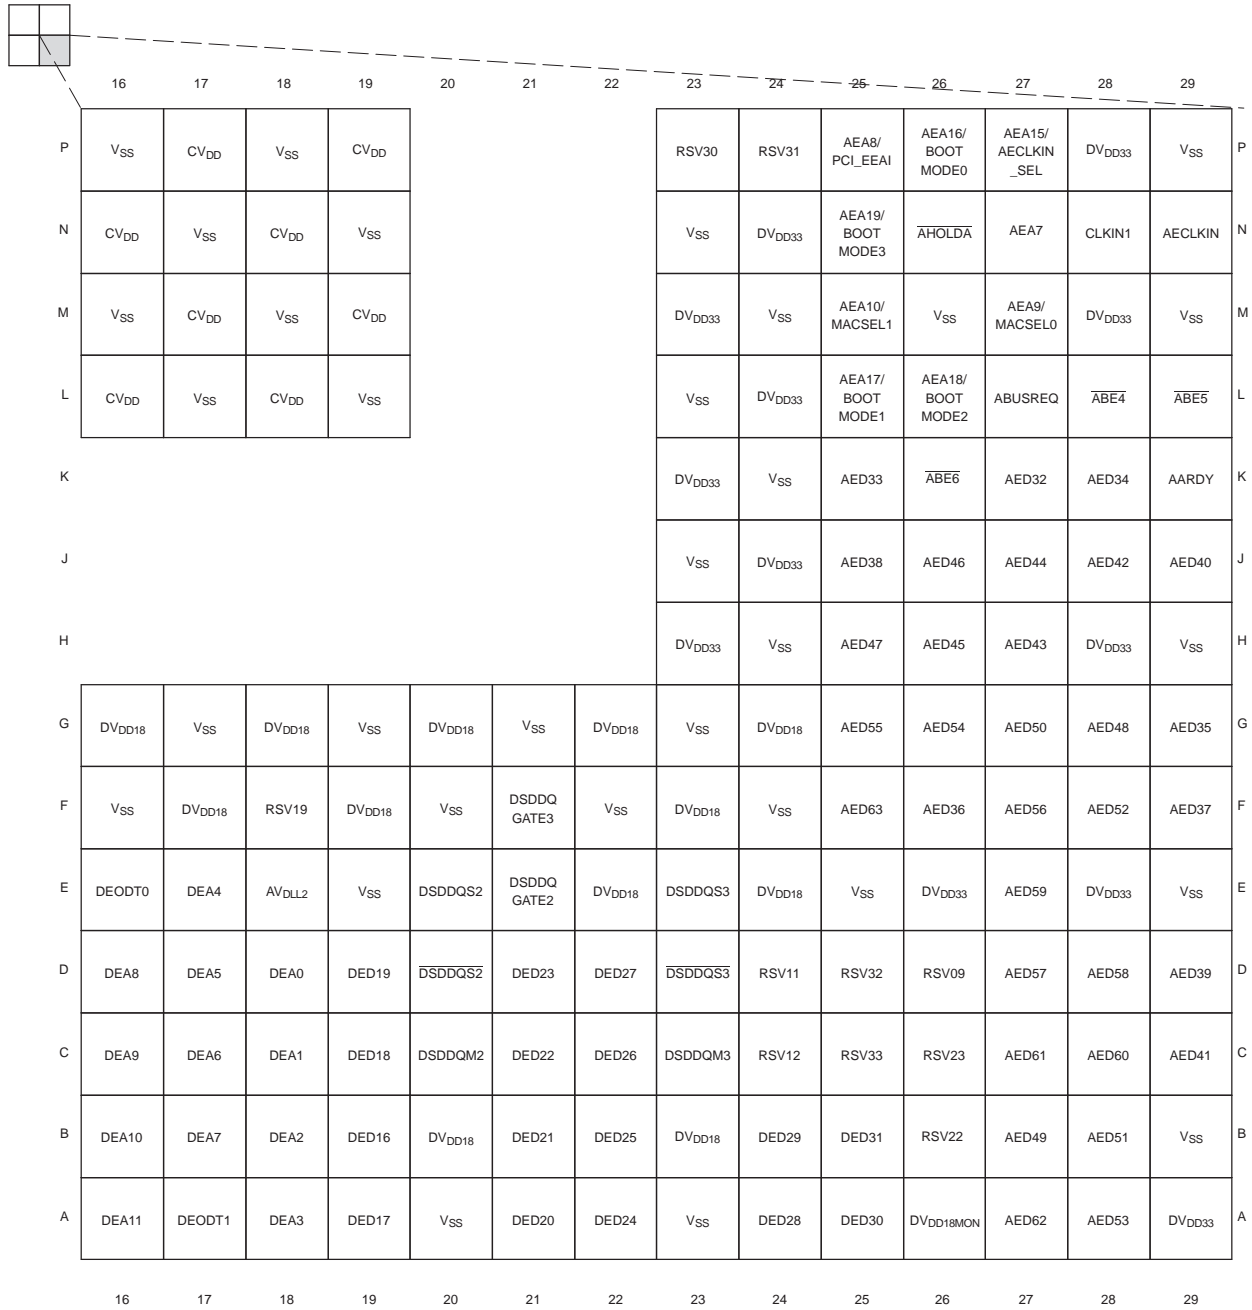 16 17 18 19 20 21 22 23 24 25 26 27 28 29
P VSS CVDD VSS CVDD RSV30 RSV31 AEA8/ PCI_EEAI AEA16/ BOOT MODE0 AEA15/ AECLKIN _SEL DVDD33 VSS P
N CVDD VSS CVDD VSS VSS DVDD33 AEA19/ BOOT MODE3 AHOLDA AEA7 CLKIN1 AECLKIN N
M VSS CVDD VSS CVDD DVDD33 VSS AEA10/ MACSEL1 VSS AEA9/ MACSEL0 DVDD33 VSS M
L CVDD VSS CVDD VSS VSS DVDD33 AEA17/ BOOT MODE1 AEA18/ BOOT MODE2 ABUSREQ ABE4 ABE5 L
K DVDD33 VSS AED33 ABE6 AED32 AED34 AARDY K
J VSS DVDD33 AED38 AED46 AED44 AED42 AED40 J
H DVDD33 VSS AED47 AED45 AED43 DVDD33 VSS H
G DVDD18 VSS DVDD18 VSS DVDD18 VSS DVDD18 VSS DVDD18 AED55 AED54 AED50 AED48 AED35 G
F VSS DVDD18 RSV19 DVDD18 VSS DSDDQ GATE3 VSS DVDD18 VSS AED63 AED36 AED56 AED52 AED37 F
E DEODT0 DEA4 AVDLL2 VSS DSDDQS2 DSDDQ GATE2 DVDD18 DSDDQS3 DVDD18 VSS DVDD33 AED59 DVDD33 VSS E
D DEA8 DEA5 DEA0 DED19 DSDDQS2 DED23 DED27 DSDDQS3 RSV11 RSV32 RSV09 AED57 AED58 AED39 D
C DEA9 DEA6 DEA1 DED18 DSDDQM2 DED22 DED26 DSDDQM3 RSV12 RSV33 RSV23 AED61 AED60 AED41 C
B DEA10 DEA7 DEA2 DED16 DVDD18 DED21 DED25 DVDD18 DED29 DED31 RSV22 AED49 AED51 VSS B
A DEA11 DEODT1 DEA3 DED17 VSS DED20 DED24 VSS DED28 DED30 DVDD18MON AED62 AED53 DVDD33 A
16 17 18 19 20 21 22 23 24 25 26 27 28 29